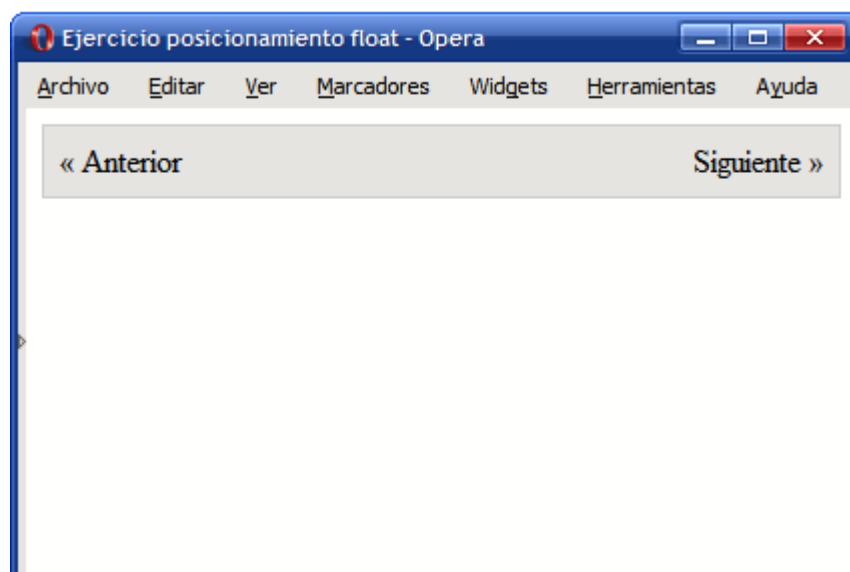 Ejercicio posicionamiento float - Opera
Archivo Editar Ver Marcadores Widgets Herramientas Ayuda
« Anterior Siguiente »